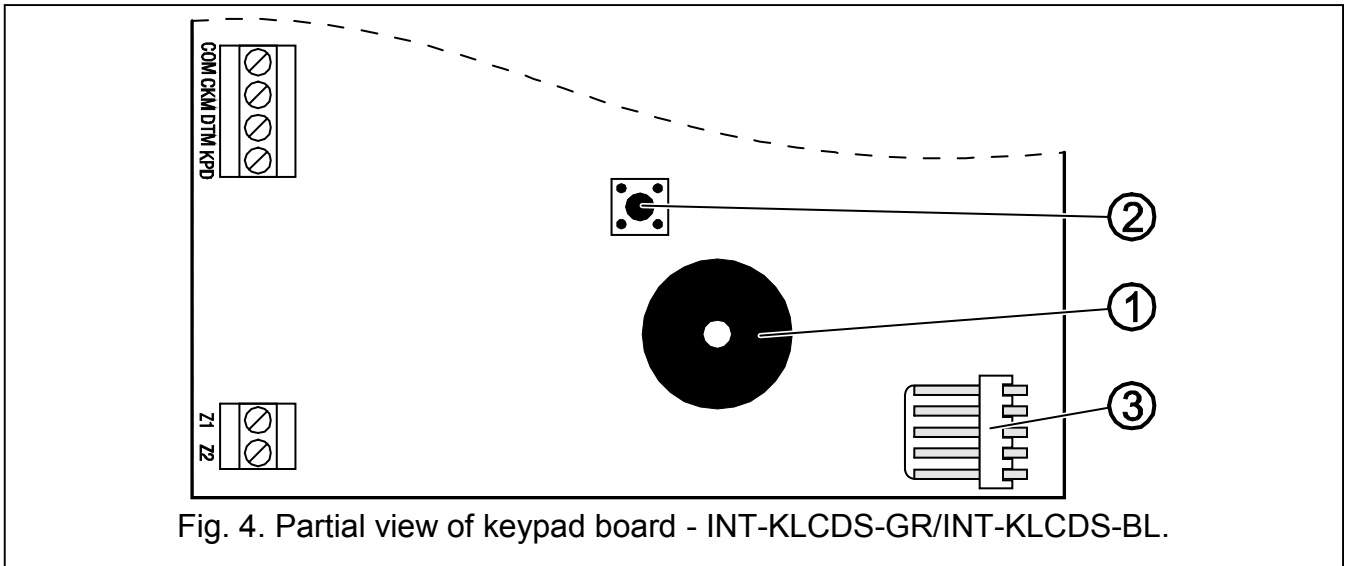 COM CKM DTM KPD
2
1
3
Z1 Z2
Fig. 4. Partial view of keypad board - INT-KLCDS-GR/INT-KLCDS-BL.